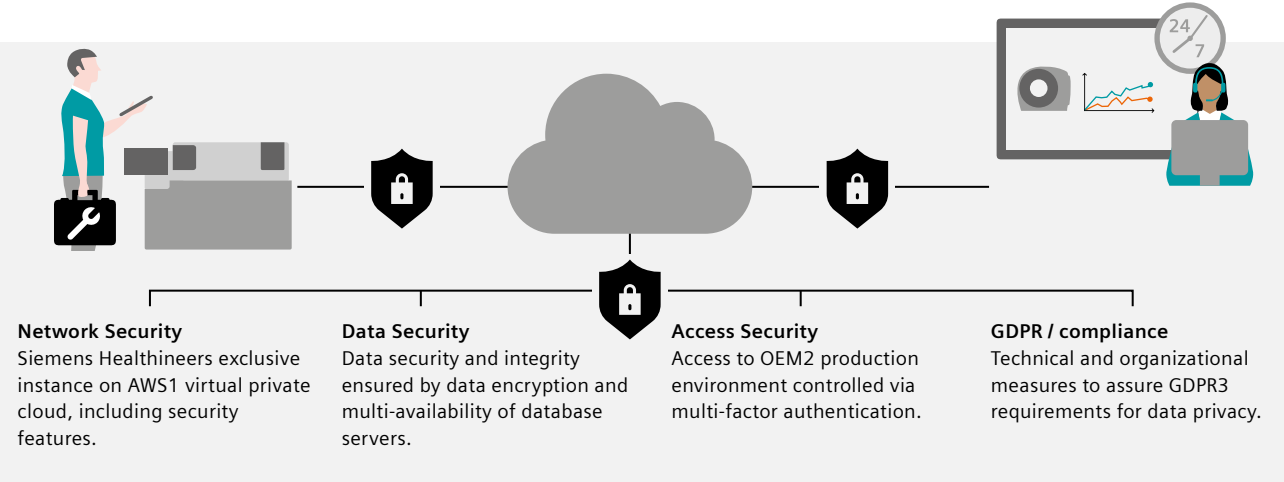 24
7
Network Security
Siemens Healthineers exclusive
instance on AWS1 virtual private
cloud, including security
features.
Data Security
Data security and integrity
ensured by data encryption and
multi-availability of database
servers.
Access Security
Access to OEM2 production
environment controlled via
multi-factor authentication.
GDPR / compliance
Technical and organizational
measures to assure GDPR3
requirements for data privacy.